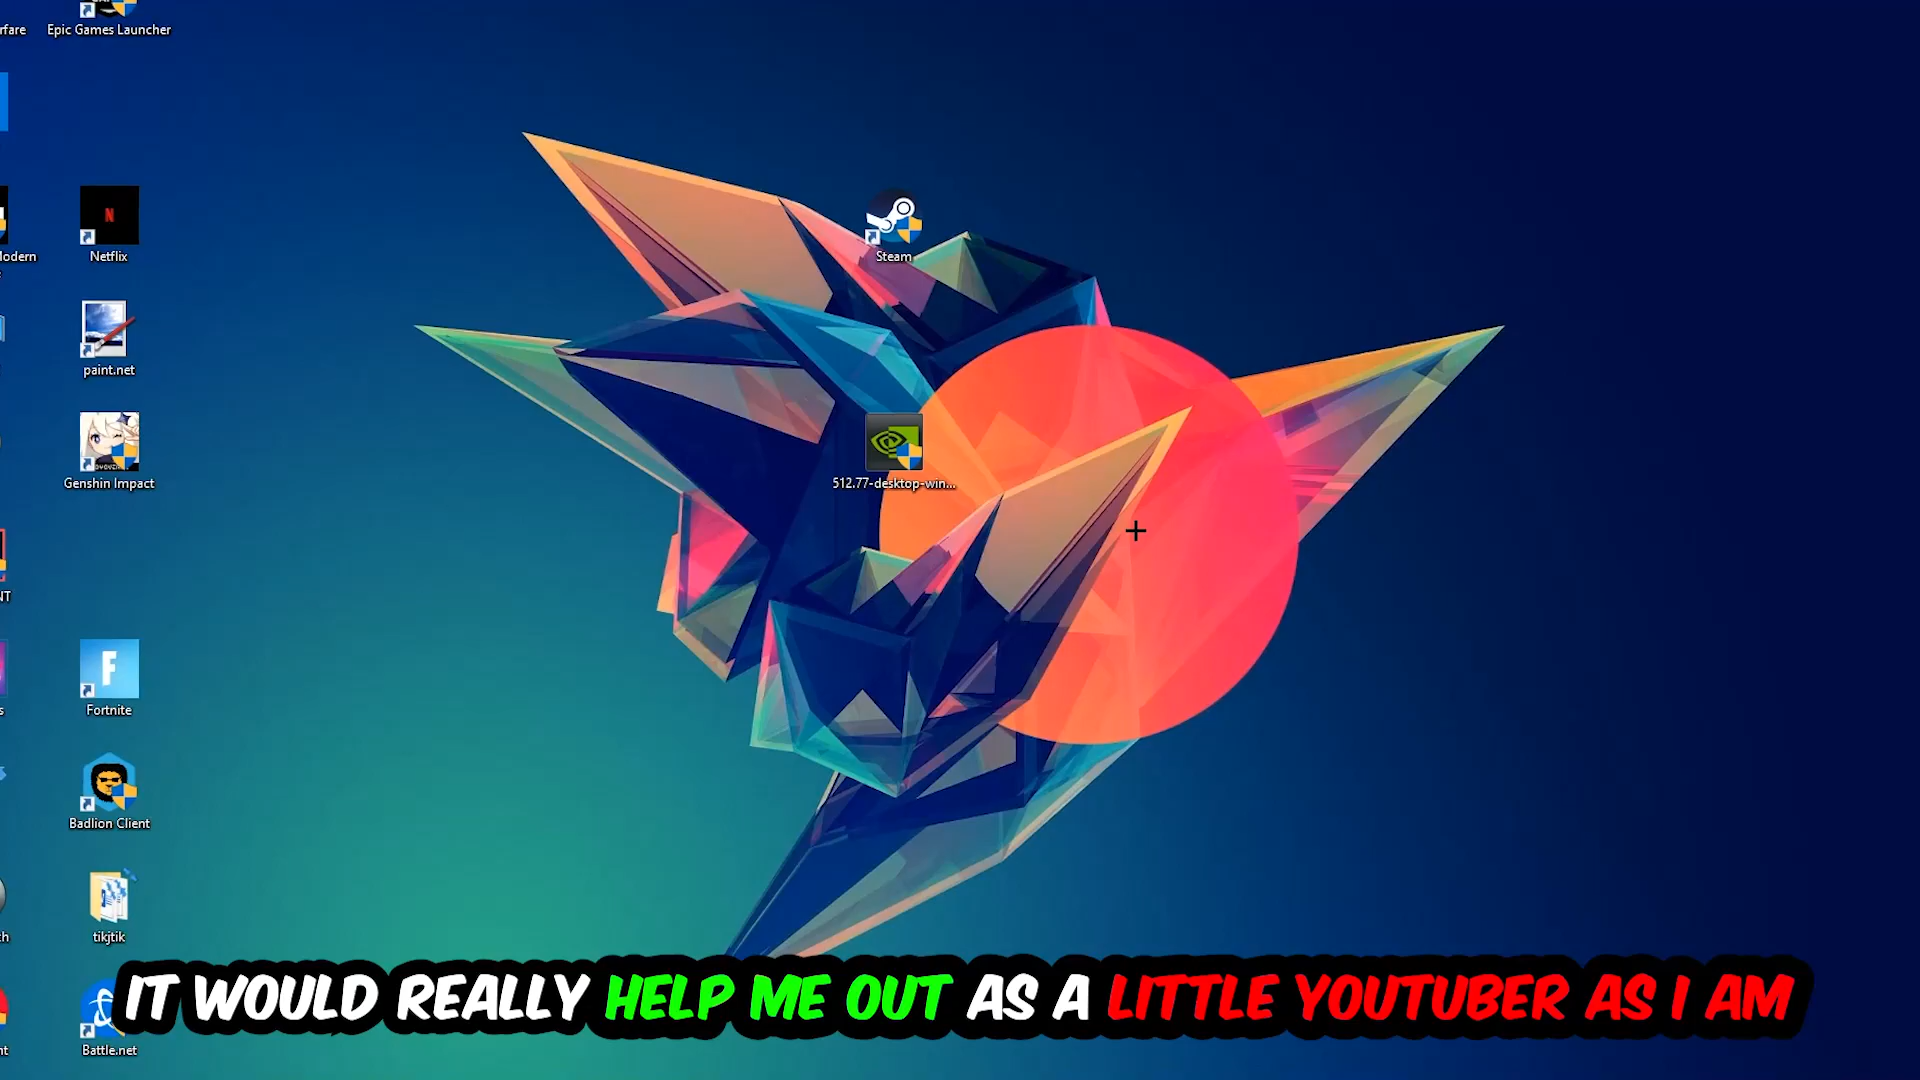 rfare
Epic Games Launcher
N
Netflix
Steam
paint.net
Genshin Impact
512.77-desktop-win...
F
Fortnite
Badlion Client
tikjtik
Battle.net
IT WOULD REALLY HELP ME OUT AS A LITTLE YOUTUBER AS I AM